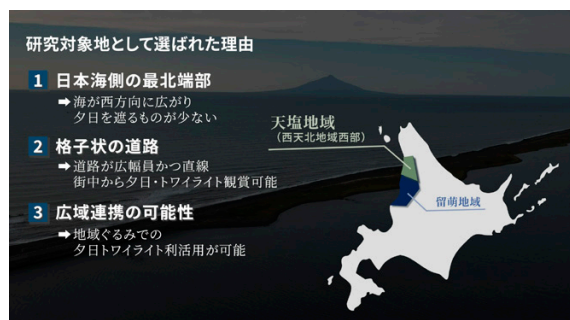 研究対象地として選ばれた理由
1 日本海側の最北端部
➡海が西方向に広がり
夕日を遮るものが少ない
2 格子状の道路
➡道路が広幅員かつ直線
街中から夕日・トワイライト観賞可能
3 広域連携の可能性
➡地域ぐるみでの
夕日トワイライト利活用が可能
天塩地域
（西天北地域西部）
留萌地域